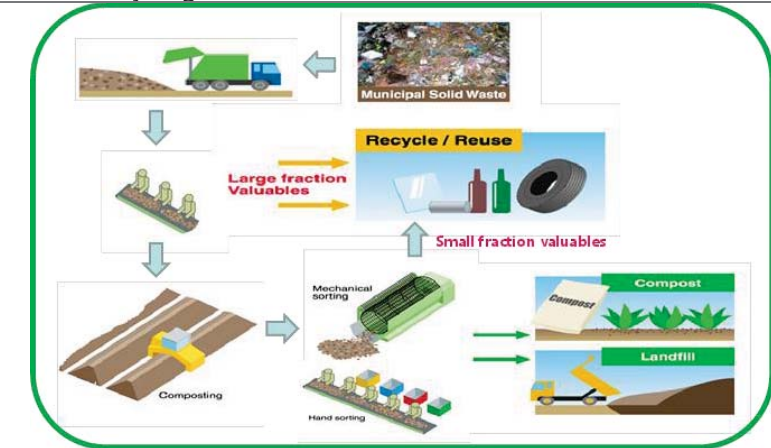 Municipal Solid Waste
Recycle / Reuse
Large fraction
Valuables
Small fraction valuables
Mechanical
sorting
Compost
Compost
Landfill
Composting
Hand sorting